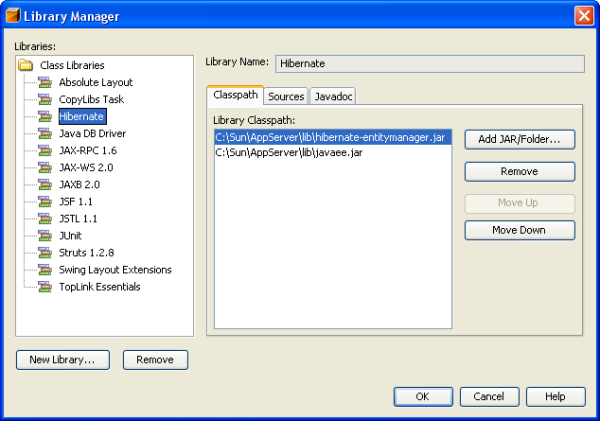 Library Manager
Libraries:
Class Libraries
Absolute Layout
CopyLibs Task
Hibernate
Java DB Driver
JAX-RPC 1.6
JAX-WS 2.0
JAXB 2.0
JSF 1.1
JSTL 1.1
JUnit
Struts 1.2.8
Swing Layout Extensions
TopLink Essentials
New Library...
Remove
Library Name:
Hibernate
Classpath
Sources
Javadoc
Library Classpath:
C:\Sun\AppServer\lib\hibernate-entitymanager.jar
C:\Sun\AppServer\lib\javaee.jar
Add JAR/Folder...
Remove
Move Up
Move Down
OK
Cancel
Help